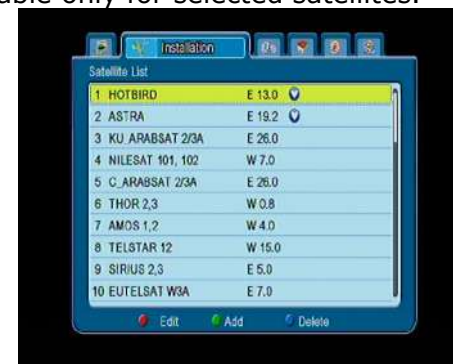 able only for selected satellites.
Installation
Satellite List
1 HOTBIRD E 13.0
2 ASTRA E 19.2
3 KU_ARABSAT 2/3A E 26.0
4 NILESAT 101, 102 W 7.0
5 C_ARABSAT 2/3A E 26.0
6 THOR 2,3 W 0.8
7 AMOS 1,2 W 4.0
8 TELSTAR 12 W 15.0
9 SIRIUS 2,3 E 5.0
10 EUTELSAT W3A E 7.0
Edit Add Delete